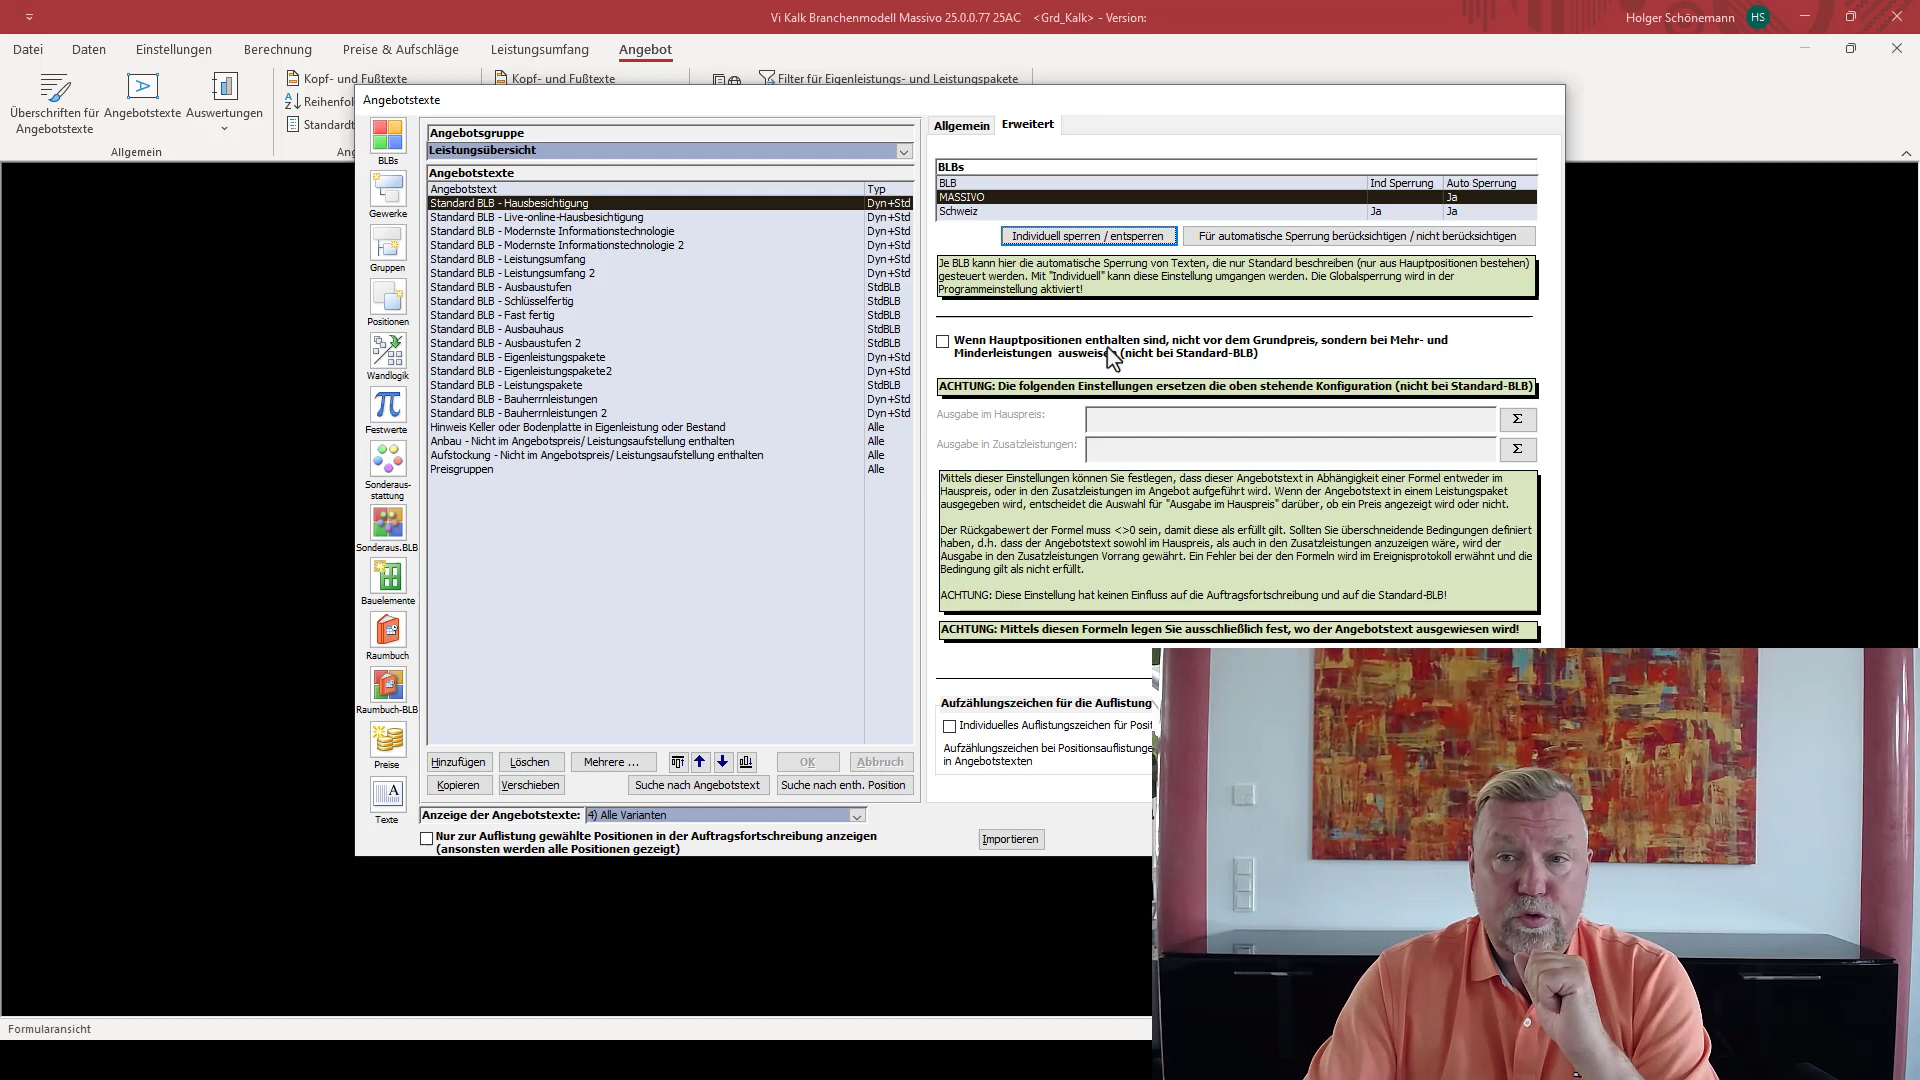 Vi Kalk Branchenmodell Massivo 25.0.0.77 25AC <Grd_Kalk> - Version:
Holger Schönemann HS
Datei Daten Einstellungen Berechnung Preise & Aufschläge Leistungsumfang Angebot
Überschriften für Angebotstexte
Angebotstexte
Auswertungen
Allgemein
Kopf- und Fußtexte
Reihenfol
Standardt
Kopf- und Fußtexte
Filter für Eigenleistungs- und Leistungspakete
Angebotstexte
BLBs
Gewerke
Gruppen
Positionen
Wandlogik
Festwerte
Sonderaus-
stattung
Sonderaus.BLB
Bauelemente
Raumbuch
Raumbuch-BLB
Preise
Texte
Angebotsgruppe
Leistungsübersicht
Angebotstexte
Angebotstext Typ
Standard BLB - Hausbesichtigung Dyn+Std
Standard BLB - Live-online-Hausbesichtigung Dyn+Std
Standard BLB - Modernste Informationstechnologie Dyn+Std
Standard BLB - Modernste Informationstechnologie 2 Dyn+Std
Standard BLB - Leistungsumfang Dyn+Std
Standard BLB - Leistungsumfang 2 Dyn+Std
Standard BLB - Ausbaustufen StdBLB
Standard BLB - Schlüsselfertig StdBLB
Standard BLB - Fast fertig StdBLB
Standard BLB - Ausbauhaus StdBLB
Standard BLB - Ausbaustufen 2 StdBLB
Standard BLB - Eigenleistungspakete Dyn+Std
Standard BLB - Eigenleistungspakete2 Dyn+Std
Standard BLB - Leistungspakete StdBLB
Standard BLB - Bauherrnleistungen Dyn+Std
Standard BLB - Bauherrnleistungen 2 Dyn+Std
Hinweis Keller oder Bodenplatte in Eigenleistung oder Bestand Alle
Anbau - Nicht im Angebotspreis/ Leistungsaufstellung enthalten Alle
Aufstockung - Nicht im Angebotspreis/ Leistungsaufstellung enthalten Alle
Preisgruppen Alle
Hinzufügen Löschen Mehrere ... OK Abbruch
Kopieren Verschieben Suche nach Angebotstext Suche nach enth. Position
Anzeige der Angebotstexte: 4) Alle Varianten
Nur zur Auflistung gewählte Positionen in der Auftragsfortschreibung anzeigen
(ansonsten werden alle Positionen gezeigt)
Importieren
Allgemein Erweitert
BLBs
BLB Ind Sperrung Auto Sperrung
MASSIVO Ja
Schweiz Ja Ja
Individuell sperren / entsperren Für automatische Sperrung berücksichtigen / nicht berücksichtigen
Je BLB kann hier die automatische Sperrung von Texten, die nur Standard beschreiben (nur aus Hauptpositionen bestehen)
gesteuert werden. Mit "Individuell" kann diese Einstellung umgangen werden. Die Globalsperrung wird in der
Programmeinstellung aktiviert!
Wenn Hauptpositionen enthalten sind, nicht vor dem Grundpreis, sondern bei Mehr- und
Minderleistungen ausweisen (nicht bei Standard-BLB)
ACHTUNG: Die folgenden Einstellungen ersetzen die oben stehende Konfiguration (nicht bei Standard-BLB)
Ausgabe im Hauspreis: Σ
Ausgabe in Zusatzleistungen: Σ
Mittels dieser Einstellungen können Sie festlegen, dass dieser Angebotstext in Abhängigkeit einer Formel entweder im
Hauspreis, oder in den Zusatzleistungen im Angebot aufgeführt wird. Wenn der Angebotstext in einem Leistungspaket
ausgegeben wird, entscheidet die Auswahl für "Ausgabe im Hauspreis" darüber, ob ein Preis angezeigt wird oder nicht.
Der Rückgabewert der Formel muss <>0 sein, damit diese als erfüllt gilt. Sollten Sie überschneidende Bedingungen definiert
haben, d.h. dass der Angebotstext sowohl im Hauspreis, als auch in den Zusatzleistungen anzuzeigen wäre, wird der
Ausgabe in den Zusatzleistungen Vorrang gewährt. Ein Fehler bei der den Formeln wird im Ereignisprotokoll erwähnt und die
Bedingung gilt als nicht erfüllt.
ACHTUNG: Diese Einstellung hat keinen Einfluss auf die Auftragsfortschreibung und auf die Standard-BLB!
ACHTUNG: Mittels diesen Formeln legen Sie ausschließlich fest, wo der Angebotstext ausgewiesen wird!
Aufzählungszeichen für die Auflistung
Individuelles Auflistungszeichen für Posit
Aufzählungszeichen bei Positionsauflistunge
in Angebotstexten
Formularansicht